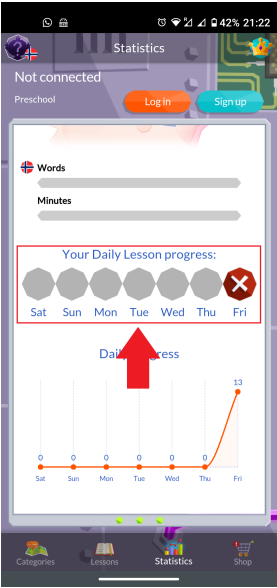 42% 21:22
Statistics
Not connected
Preschool
Log in
Sign up
Words
Minutes
Your Daily Lesson progress:
Sat Sun Mon Tue Wed Thu Fri
0 0 0 0 0 0 13
Sat Sun Mon Tue Wed Thu Fri
Categories Lessons Statistics Shop